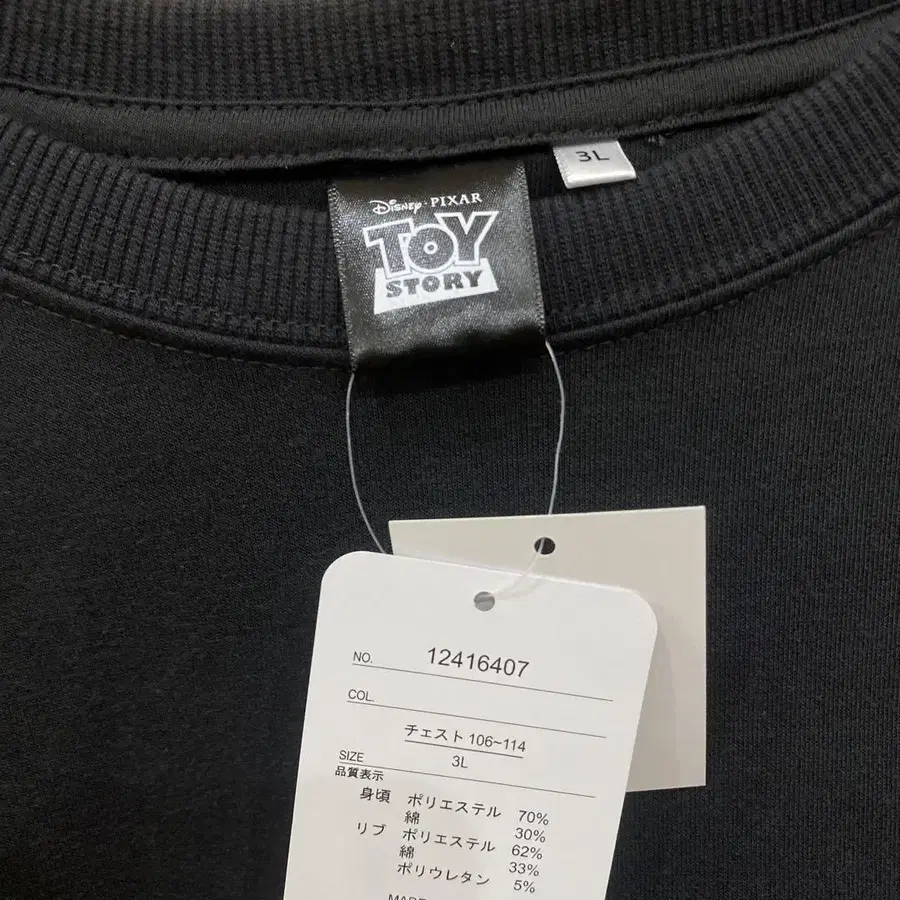 3L
Disney·PIXAR
TOY
STORY
NO. 12416407
COL.
チェスト 106~114
SIZE 3L
品質表示
身頃 ポリエステル 70%
綿 30%
リブ ポリエステル 62%
綿 33%
ポリウレタン 5%